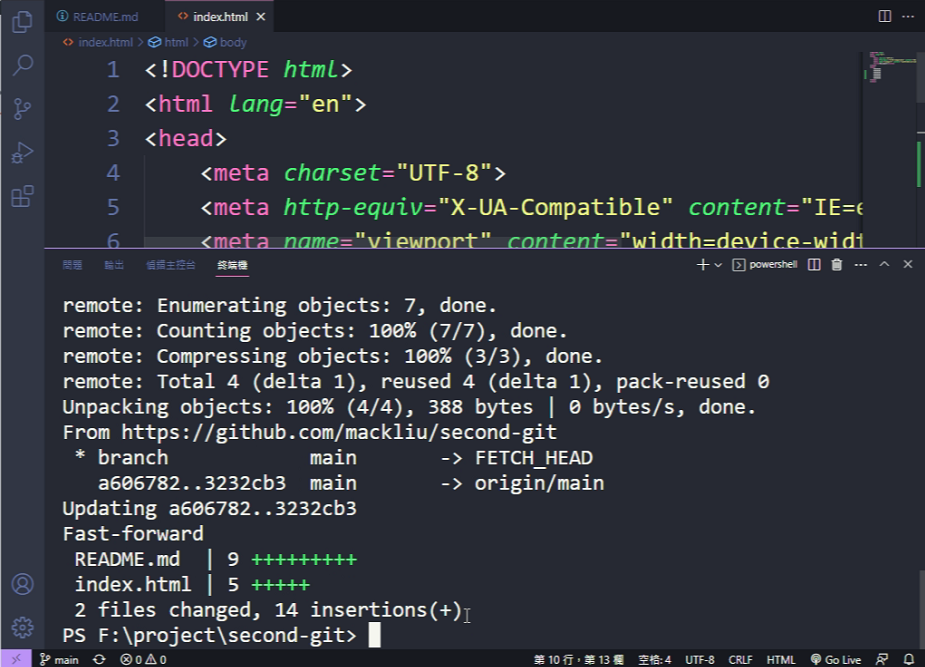 README.md index.html
index.html > html > body
1 <!DOCTYPE html>
2 <html lang="en">
3 <head>
4 <meta charset="UTF-8">
5 <meta http-equiv="X-UA-Compatible" content="IE=e
6 <meta name="viewport" content="width=device-widt
問題 輸出 偵錯主控台 終端機 powershell
remote: Enumerating objects: 7, done.
remote: Counting objects: 100% (7/7), done.
remote: Compressing objects: 100% (3/3), done.
remote: Total 4 (delta 1), reused 4 (delta 1), pack-reused 0
Unpacking objects: 100% (4/4), 388 bytes | 0 bytes/s, done.
From https://github.com/mackliu/second-git
* branch main -> FETCH_HEAD
a606782..3232cb3 main -> origin/main
Updating a606782..3232cb3
Fast-forward
README.md | 9 +++++++++
index.html | 5 +++++
2 files changed, 14 insertions(+)
PS F:\project\second-git>
main 0 0 第 10 行，第 13 欄 空格: 4 UTF-8 CRLF HTML Go Live